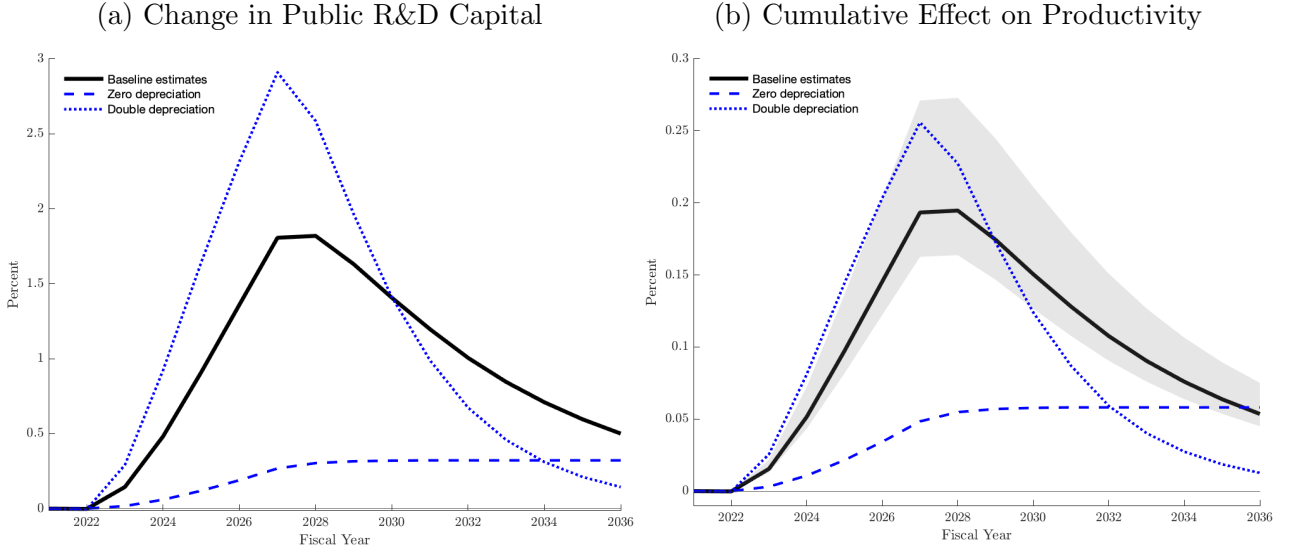 (a) Change in Public R&D Capital
3
Baseline estimates
Zero depreciation
Double depreciation
2.5
2
1.5
1
0.5
0
Percent
2022
2024
2026
2028
2030
2032
2034
2036
Fiscal Year
(b) Cumulative Effect on Productivity
0.3
Baseline estimates
Zero depreciation
Double depreciation
0.25
0.2
0.15
0.1
0.05
0
Percent
2022
2024
2026
2028
2030
2032
2034
2036
Fiscal Year